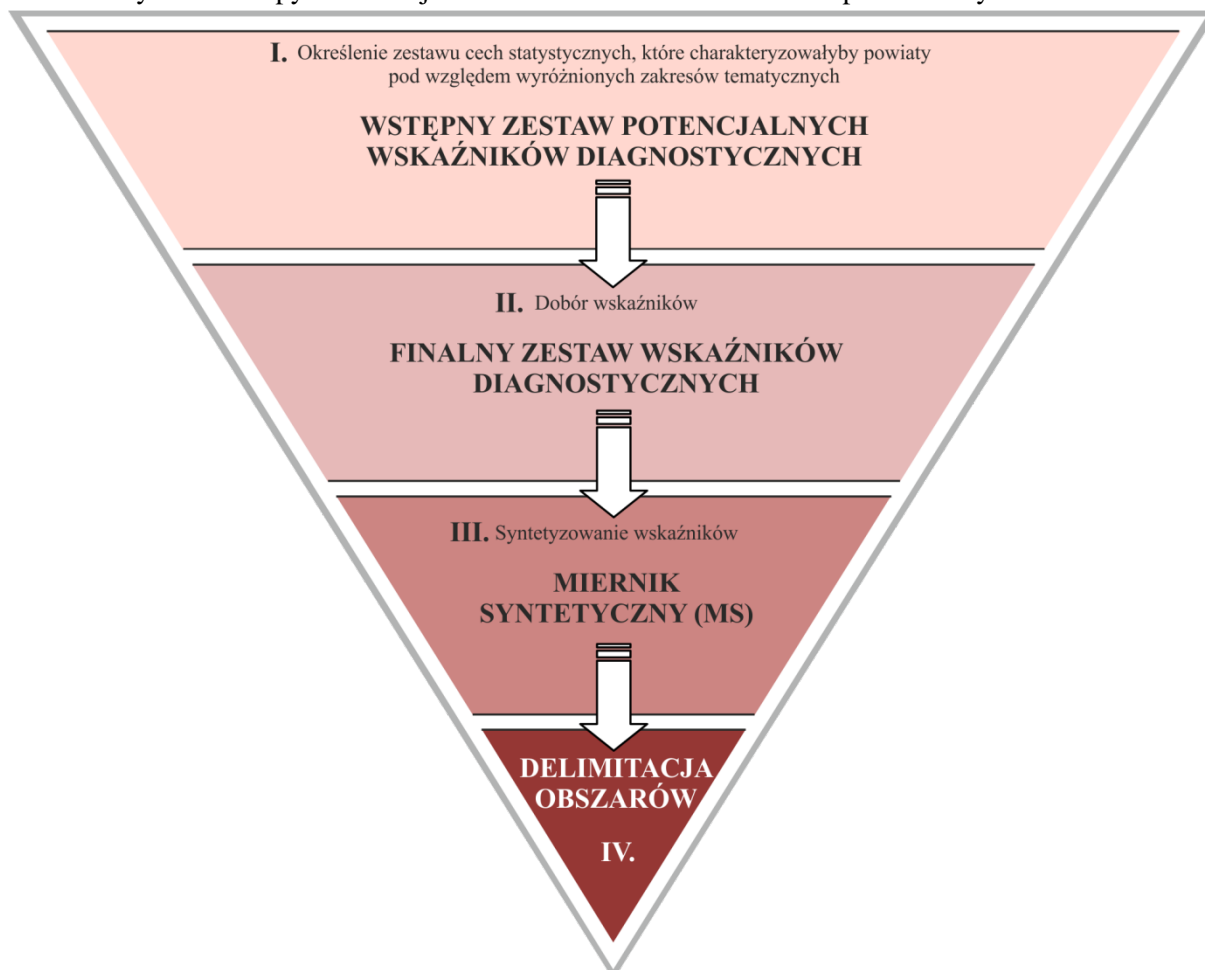 I. Określenie zestawu cech statystycznych, które charakteryzowałyby powiaty
pod względem wyróżnionych zakresów tematycznych
WSTĘPNY ZESTAW POTENCJALNYCH
WSKAŹNIKÓW DIAGNOSTYCZNYCH
II. Dobór wskaźników
FINALNY ZESTAW WSKAŹNIKÓW
DIAGNOSTYCZNYCH
III. Syntetyzowanie wskaźników
MIERNIK
SYNTETYCZNY (MS)
DELIMITACJA
OBSZARÓW
IV.